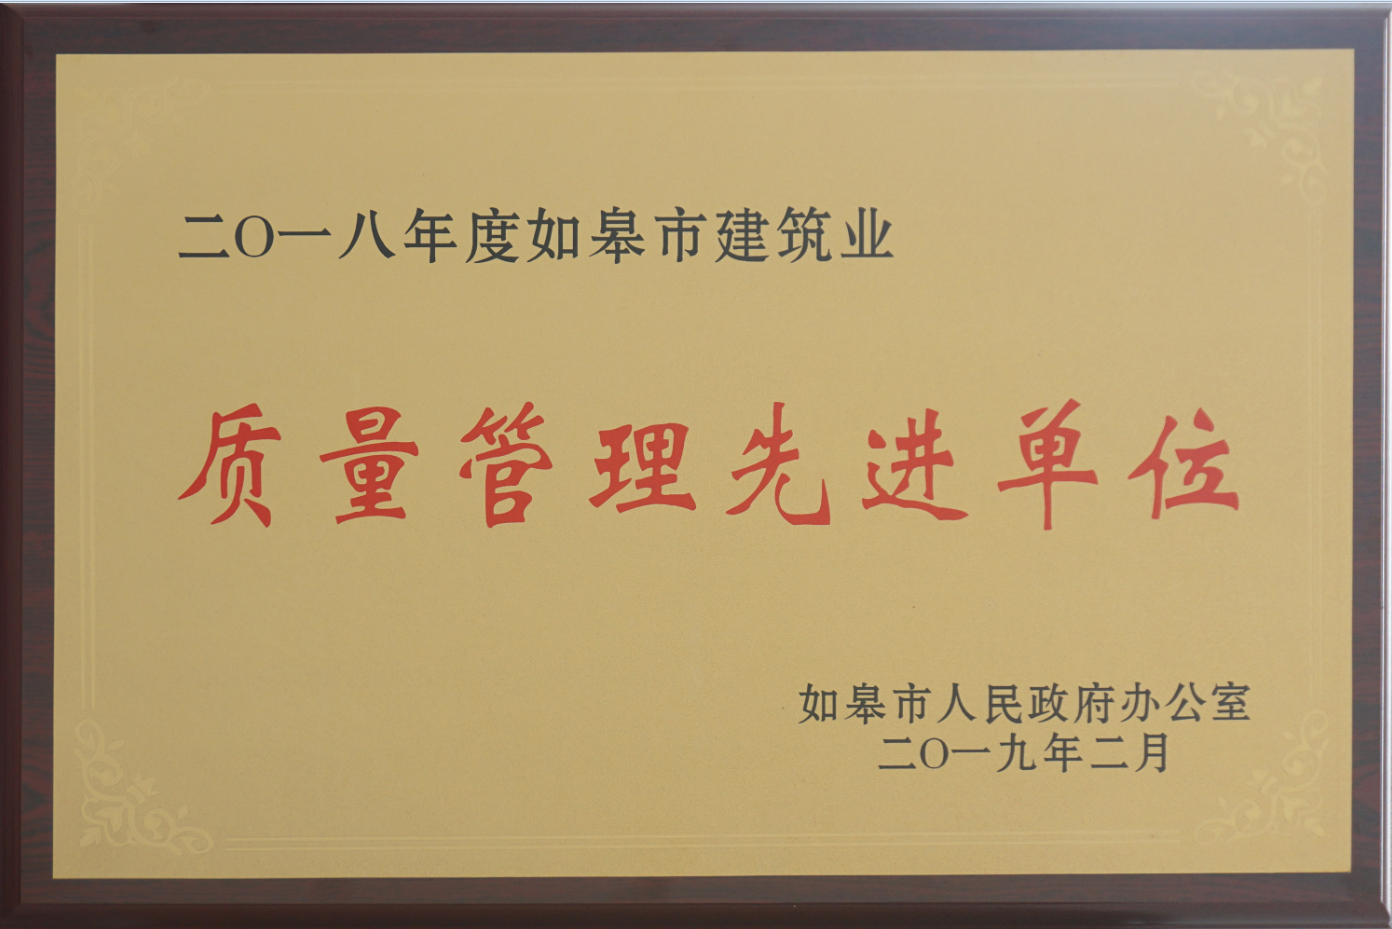 二〇一八年度如皋市建筑业
质量管理先进单位
如皋市人民政府办公室
二〇一九年二月